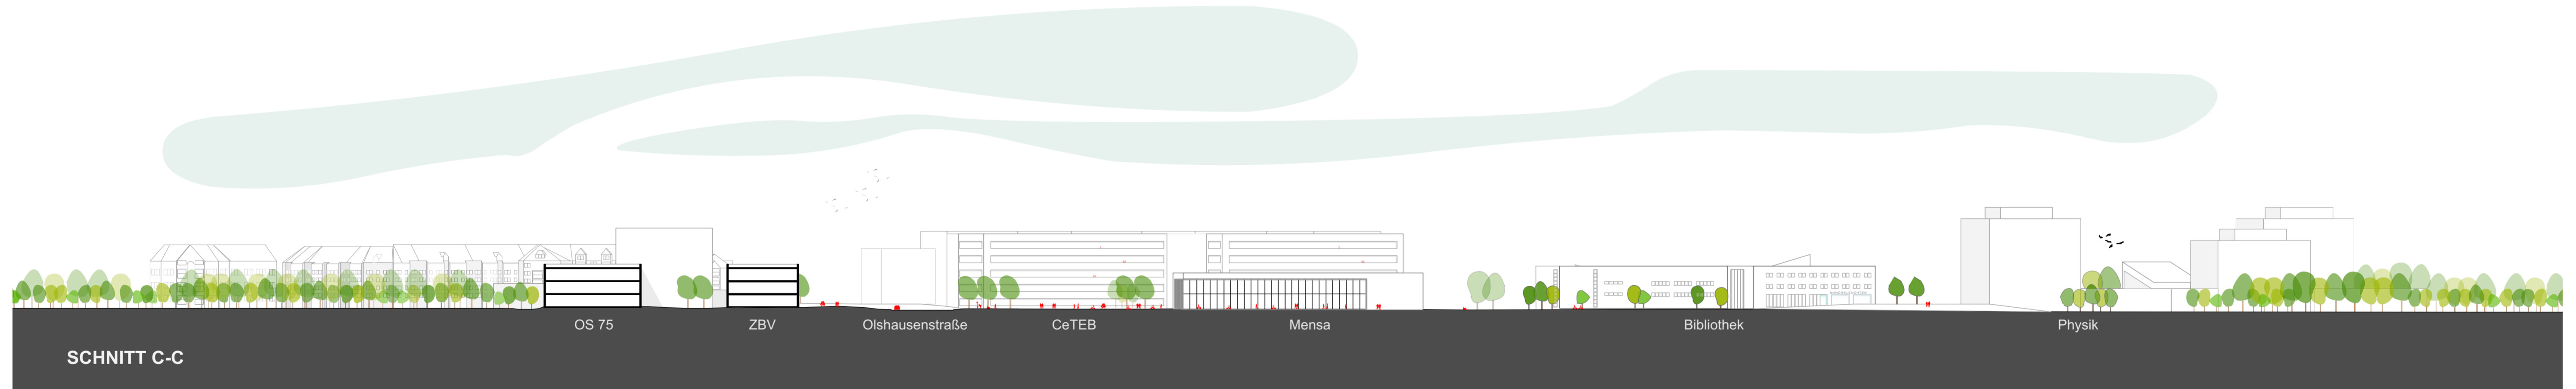 OS 75
ZBV
Olshausenstraße
CeTEB
Mensa
Bibliothek
Physik
SCHNITT C-C